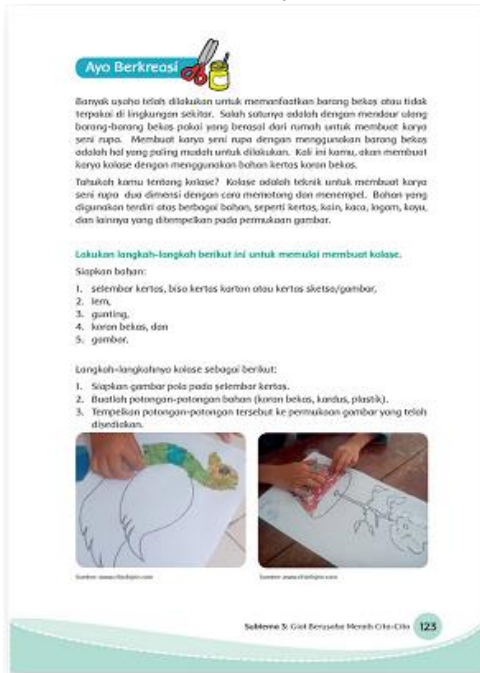 Ayo Berkreasi
Banyak usaha telah dilakukan untuk memanfaatkan barang bekas atau tidak
terpakai di lingkungan sekitar. Salah satunya adalah dengan mendaur ulang
barang-barang bekas pakai yang berasal dari rumah untuk membuat karya
seni rupa. Membuat karya seni rupa dengan menggunakan barang bekas
adalah hal yang paling mudah untuk dilakukan. Kali ini kamu, akan membuat
karya kolase dengan menggunakan bahan kertas koran bekas.
Tahukah kamu tentang kolase? Kolase adalah teknik untuk membuat karya
seni rupa dua dimensi dengan cara memotong dan menempel. Bahan yang
digunakan terdiri atas berbagai bahan, seperti kertas, kain, kaca, logam, kayu,
dan lainnya yang ditempelkan pada permukaan gambar.
Lakukan langkah-langkah berikut ini untuk memulai membuat kolase.
Siapkan bahan:
1. selembar kertas, bisa kertas karton atau kertas sketsa/gambar,
2. lem,
3. gunting,
4. koran bekas, dan
5. gambar.
Langkah-langkahnya kolase sebagai berikut:
1. Siapkan gambar pola pada selembar kertas.
2. Buatlah potongan-potongan bahan (koran bekas, kardus, plastik).
3. Tempelkan potongan-potongan tersebut ke permukaan gambar yang telah
disediakan.
Subtema 3: Giat Berusaha Meraih Cita-Cita 123